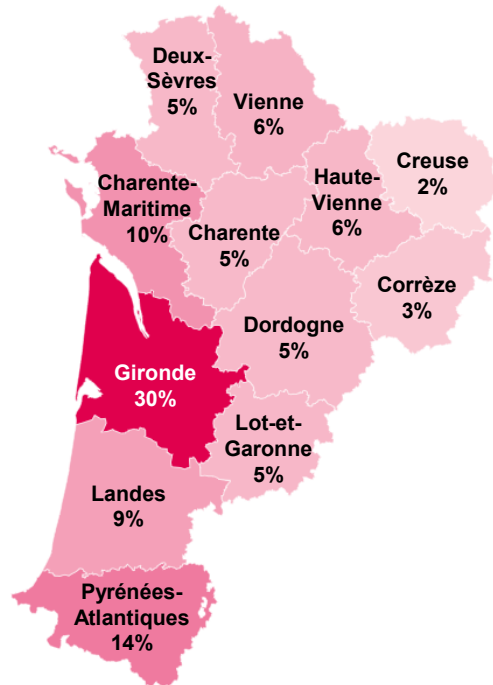 Deux-
Sèvres
5%
Vienne
6%
Creuse
2%
Haute-
Vienne
6%
Charente-
Maritime
10%
Charente
5%
Corrèze
3%
Dordogne
5%
Gironde
30%
Lot-et-
Garonne
5%
Landes
9%
Pyrénées-
Atlantiques
14%